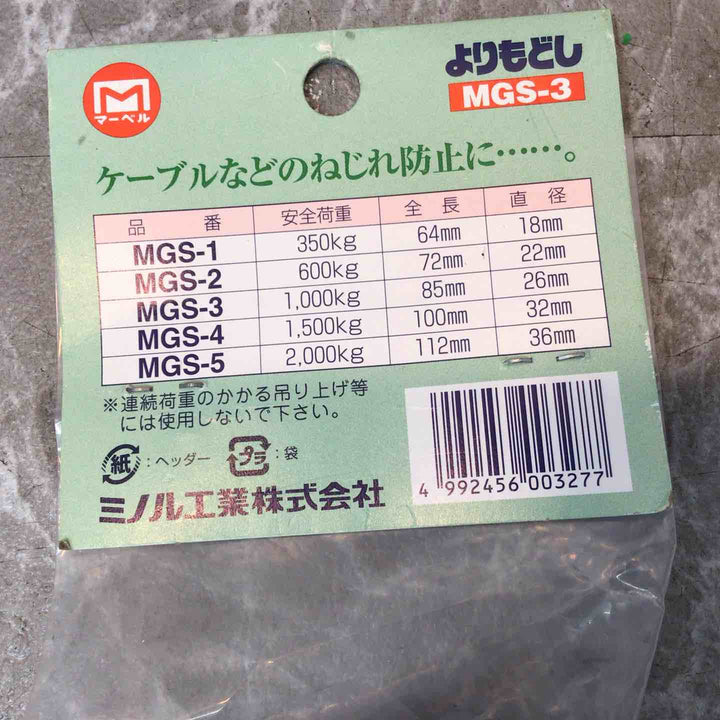 マーベル
よりもどし
MGS-3
ケーブルなどのねじれ防止に……。
品番 安全荷重 全長 直径
MGS-1 350kg 64mm 18mm
MGS-2 600kg 72mm 22mm
MGS-3 1,000kg 85mm 26mm
MGS-4 1,500kg 100mm 32mm
MGS-5 2,000kg 112mm 36mm
※連続荷重のかかる吊り上げ等
には使用しないで下さい。
紙:ヘッダー プラ:袋
ミノル工業株式会社
4 992456 003277